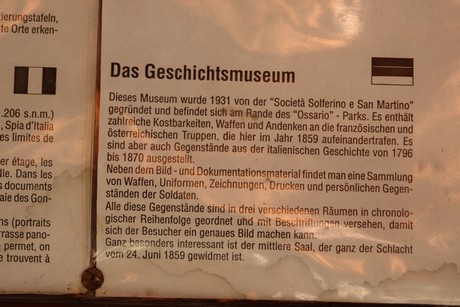 tierungstafeln,
te Orte erken-
.206 s.n.m.)
, Spia d'Italia
es limites de
er étage, les
lle. Dans les
s documents
aie des Gon-
s (portraits
rrasse pano-
e permet, on
e trouvent à
Das Geschichtsmuseum
Dieses Museum wurde 1931 von der "Società Solferino e San Martino"
gegründet und befindet sich am Rande des "Ossario" - Parks. Es enthält
zahlreiche Kostbarkeiten, Waffen und Andenken an die französischen und
österreichischen Truppen, die hier im Jahre 1859 aufeinandertrafen. Es
sind aber auch Gegenstände aus der italienischen Geschichte von 1796
bis 1870 ausgestellt.
Neben dem Bild - und Dokumentationsmaterial findet man eine Sammlung
von Waffen, Uniformen, Zeichnungen, Drucken und persönlichen Gegen-
ständen der Soldaten.
Alle diese Gegenstände sind in drei verschiedenen Räumen in chronolo-
gischer Reihenfolge geordnet und mit Beschriftungen versehen, damit
sich der Besucher ein genaues Bild machen kann.
Ganz besonders interessant ist der mittlere Saal, der ganz der Schlacht
vom 24. Juni 1859 gewidmet ist.